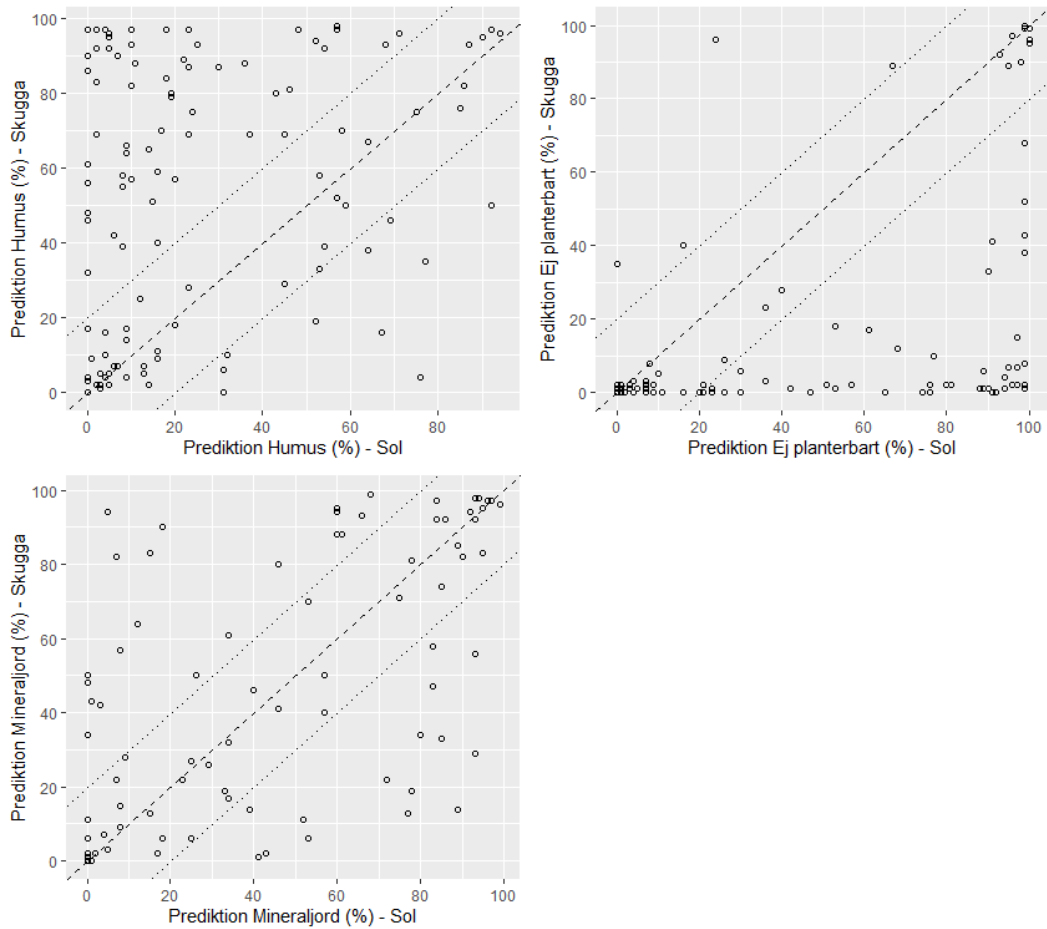 Prediktion Humus (%) - Skugga
100
80
60
40
20
0
0 20 40 60 80
Prediktion Humus (%) - Sol
Prediktion Ej planterbart (%) - Skugga
100
80
60
40
20
0
0 20 40 60 80 100
Prediktion Ej planterbart (%) - Sol
Prediktion Mineraljord (%) - Skugga
100
80
60
40
20
0
0 20 40 60 80 100
Prediktion Mineraljord (%) - Sol